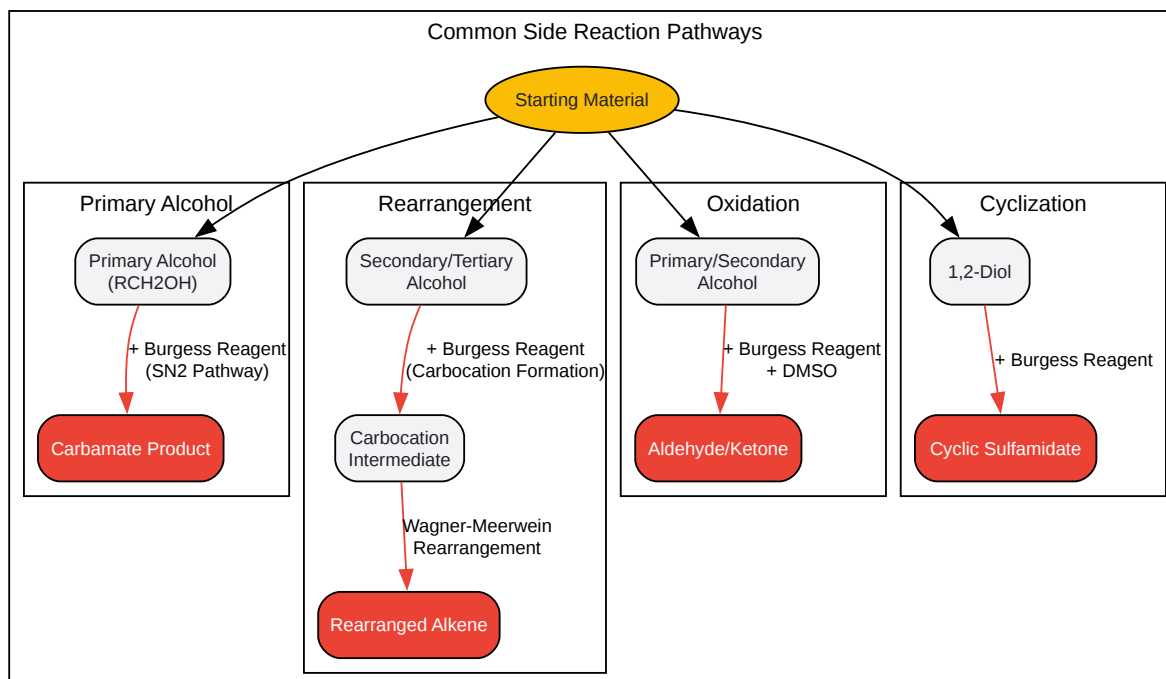 Common Side Reaction Pathways
Starting Material
Primary Alcohol
Primary Alcohol
(RCH2OH)
+ Burgess Reagent
(SN2 Pathway)
Carbamate Product
Rearrangement
Secondary/Tertiary
Alcohol
+ Burgess Reagent
(Carbocation Formation)
Carbocation
Intermediate
Wagner-Meerwein
Rearrangement
Rearranged Alkene
Oxidation
Primary/Secondary
Alcohol
+ Burgess Reagent
+ DMSO
Aldehyde/Ketone
Cyclization
1,2-Diol
+ Burgess Reagent
Cyclic Sulfamidate